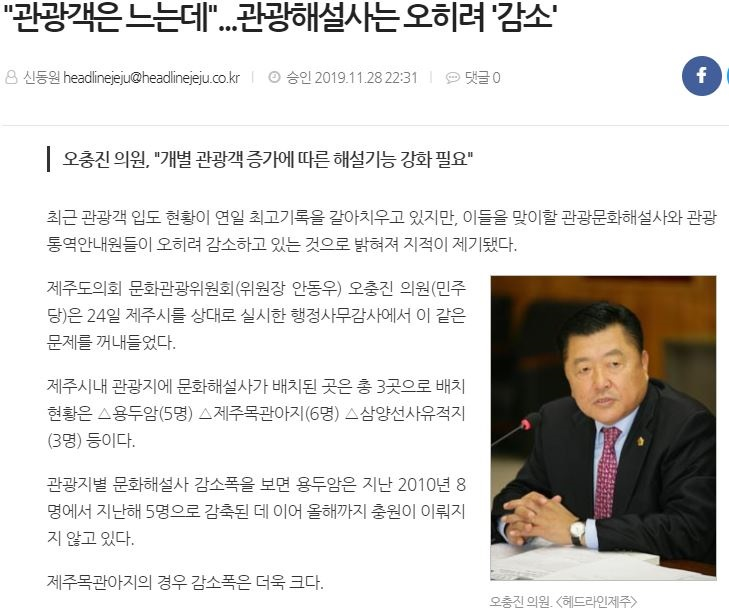 "관광객은 느는데"...관광해설사는 오히려 '감소'
신동원 headlinejeju@headlinejeju.co.kr 승인 2019.11.28 22:31 댓글 0
f
오충진 의원, "개별 관광객 증가에 따른 해설기능 강화 필요"
최근 관광객 입도 현황이 연일 최고기록을 갈아치우고 있지만, 이들을 맞이할 관광문화해설사와 관광
통역안내원들이 오히려 감소하고 있는 것으로 밝혀져 지적이 제기됐다.
제주도의회 문화관광위원회(위원장 안동우) 오충진 의원(민주
당)은 24일 제주시를 상대로 실시한 행정사무감사에서 이 같은
문제를 꺼내들었다.
제주시내 관광지에 문화해설사가 배치된 곳은 총 3곳으로 배치
현황은 △용두암(5명) △제주목관아지(6명) △삼양선사유적지
(3명) 등이다.
관광지별 문화해설사 감소폭을 보면 용두암은 지난 2010년 8
명에서 지난해 5명으로 감축된 데 이어 올해까지 충원이 이뤄지
지 않고 있다.
제주목관아지의 경우 감소폭은 더욱 크다.
오충진 의원. <헤드라인제주>